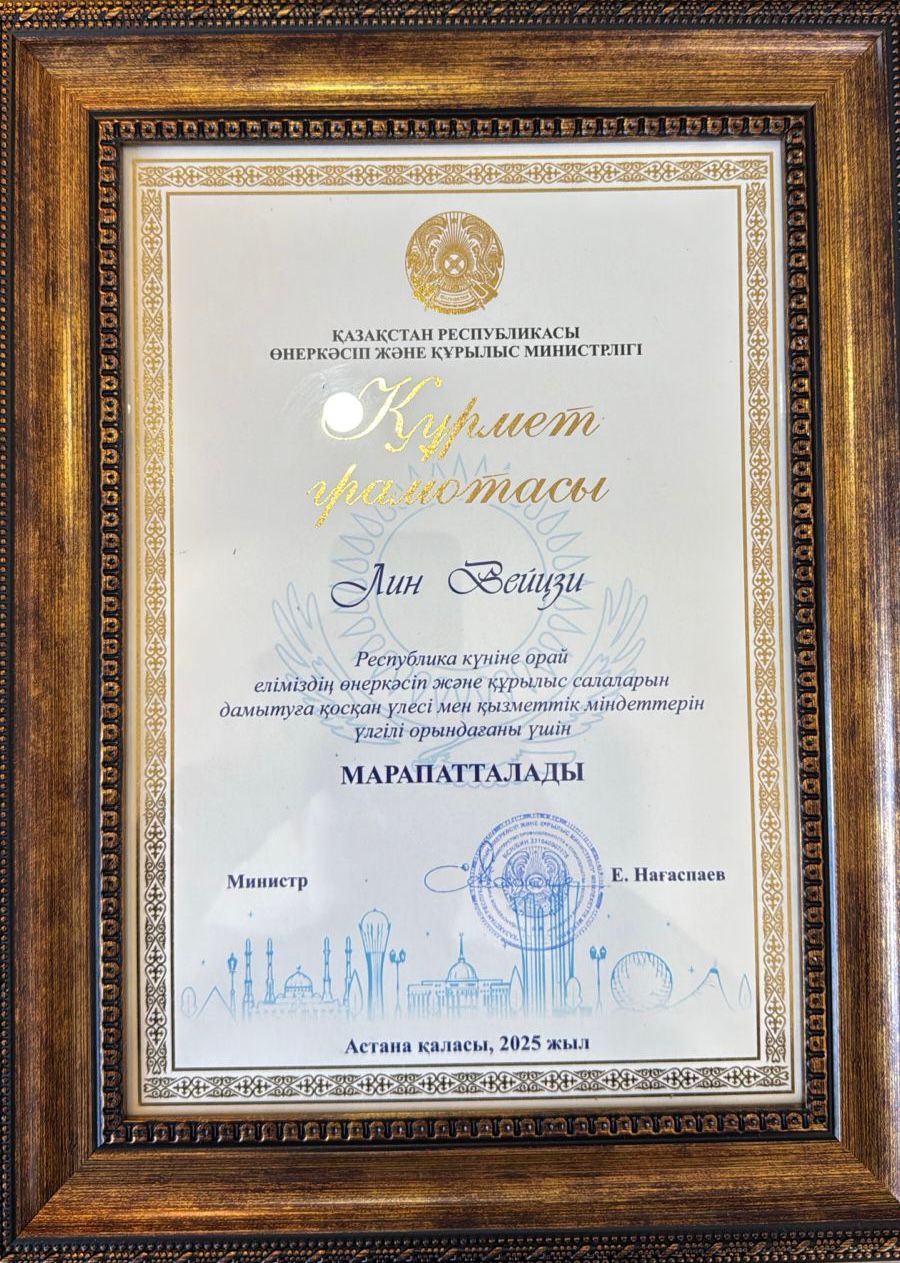 ҚАЗАҚСТАН РЕСПУБЛИКАСЫ
ӨНЕРКӘСІП ЖӘНЕ ҚҰРЫЛЫС МИНИСТРЛІГІ
Құрмет
грамотасы
Лин Вейцзи
Республика күніне орай
еліміздің өнеркәсіп және құрылыс салаларын
дамытуға қосқан үлесі мен қызметтік міндеттерін
үлгілі орындағаны үшін
МАРАПАТТАЛАДЫ
Министр
Е. Нағаспаев
Астана қаласы, 2025 жыл